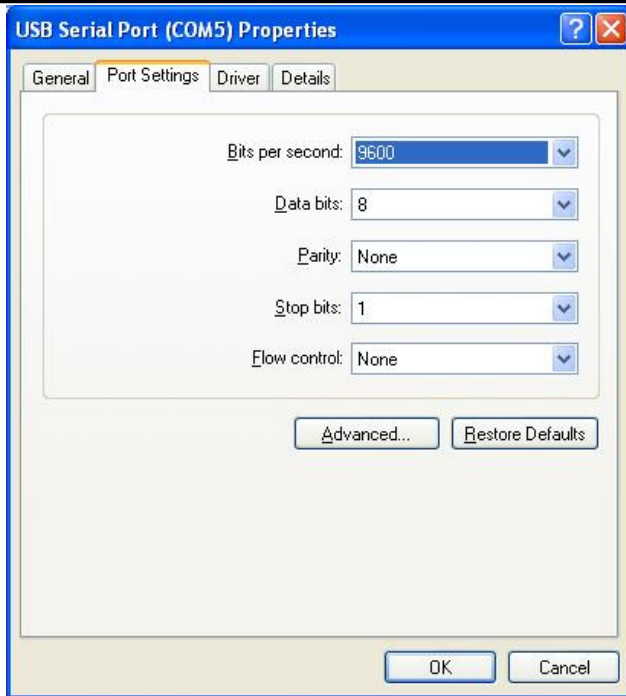 USB Serial Port (COM5) Properties
General Port Settings Driver Details
Bits per second: 9600
Data bits: 8
Parity: None
Stop bits: 1
Flow control: None
Advanced... Restore Defaults
OK Cancel